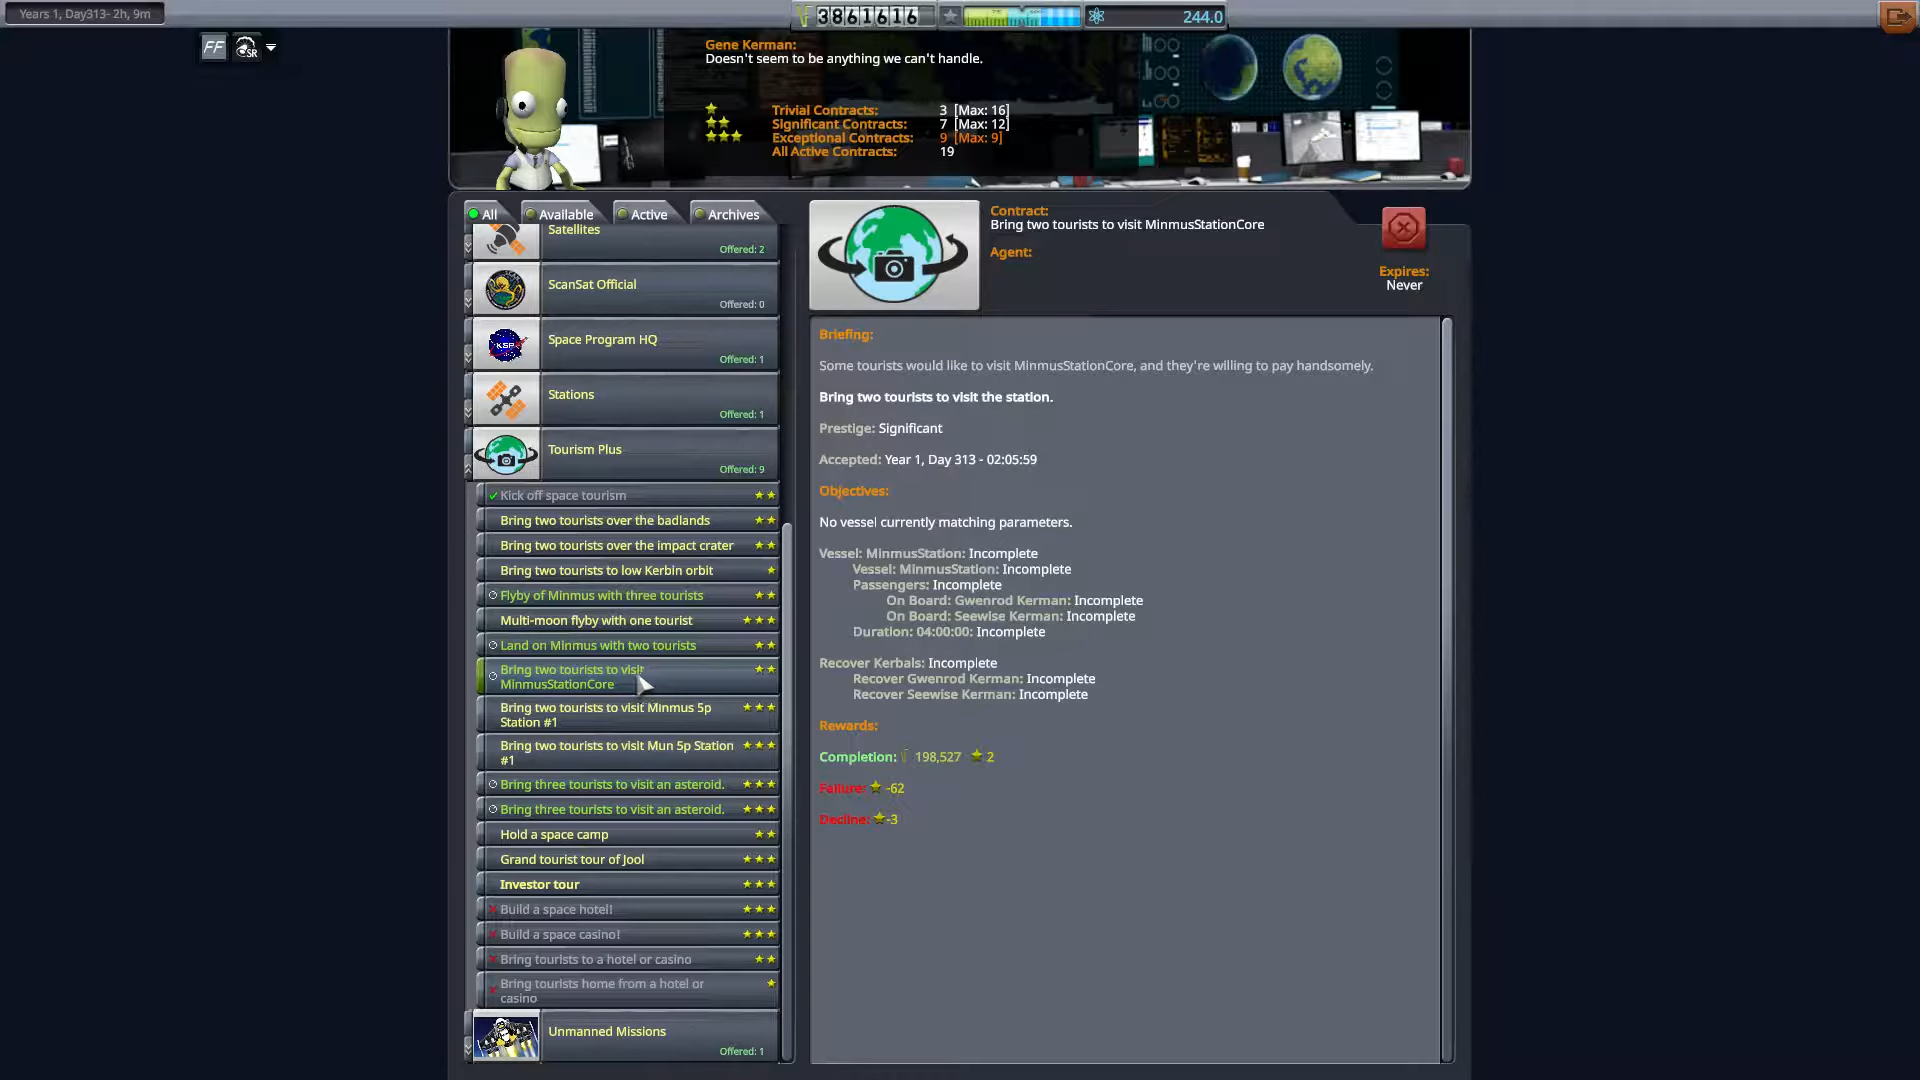 Years 1, Day313- 2h, 9m
3861616
244.0
FF
SR
Gene Kerman:
Doesn't seem to be anything we can't handle.
Trivial Contracts: 3 [Max: 16]
Significant Contracts: 7 [Max: 12]
Exceptional Contracts: 9 [Max: 9]
All Active Contracts: 19
All
Available
Active
Archives
Satellites
Offered: 2
ScanSat Official
Offered: 0
KSP
Space Program HQ
Offered: 1
Stations
Offered: 1
Tourism Plus
Offered: 9
Kick off space tourism
Bring two tourists over the badlands
Bring two tourists over the impact crater
Bring two tourists to low Kerbin orbit
Flyby of Minmus with three tourists
Multi-moon flyby with one tourist
Land on Minmus with two tourists
Bring two tourists to visit
MinmusStationCore
Bring two tourists to visit Minmus 5p
Station #1
Bring two tourists to visit Mun 5p Station
#1
Bring three tourists to visit an asteroid.
Bring three tourists to visit an asteroid.
Hold a space camp
Grand tourist tour of Jool
Investor tour
Build a space hotel!
Build a space casino!
Bring tourists to a hotel or casino
Bring tourists home from a hotel or
casino
Unmanned Missions
Offered: 1
Contract:
Bring two tourists to visit MinmusStationCore
Agent:
Expires:
Never
Briefing:
Some tourists would like to visit MinmusStationCore, and they're willing to pay handsomely.
Bring two tourists to visit the station.
Prestige: Significant
Accepted: Year 1, Day 313 - 02:05:59
Objectives:
No vessel currently matching parameters.
Vessel: MinmusStation: Incomplete
Vessel: MinmusStation: Incomplete
Passengers: Incomplete
On Board: Gwenrod Kerman: Incomplete
On Board: Seewise Kerman: Incomplete
Duration: 04:00:00: Incomplete
Recover Kerbals: Incomplete
Recover Gwenrod Kerman: Incomplete
Recover Seewise Kerman: Incomplete
Rewards:
Completion: 198,527 2
Failure: -62
Decline: -3